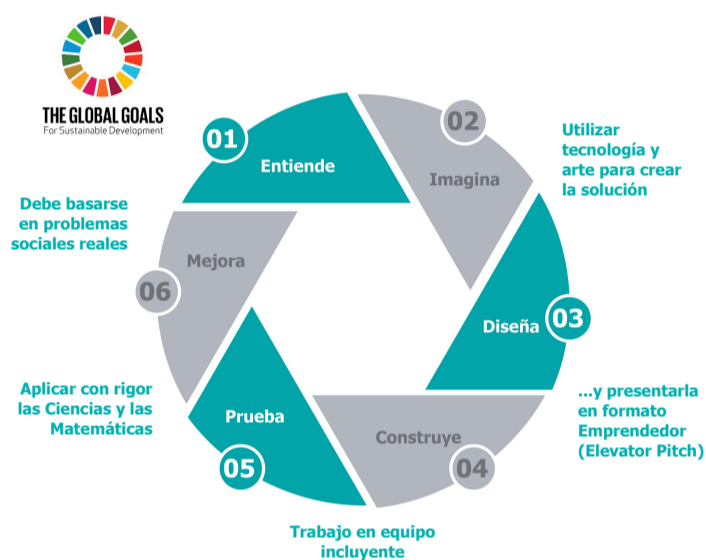 THE GLOBAL GOALS
For Sustainable Development
01
Entiende
02
Imagina
Utilizar
tecnología y
arte para crear
la solución
Debe basarse
en problemas
sociales reales
Mejora
06
Diseña
03
Aplicar con rigor
las Ciencias y las
Matemáticas
Prueba
05
Construye
04
...y presentarla
en formato
Emprendedor
(Elevator Pitch)
Trabajo en equipo
incluyente